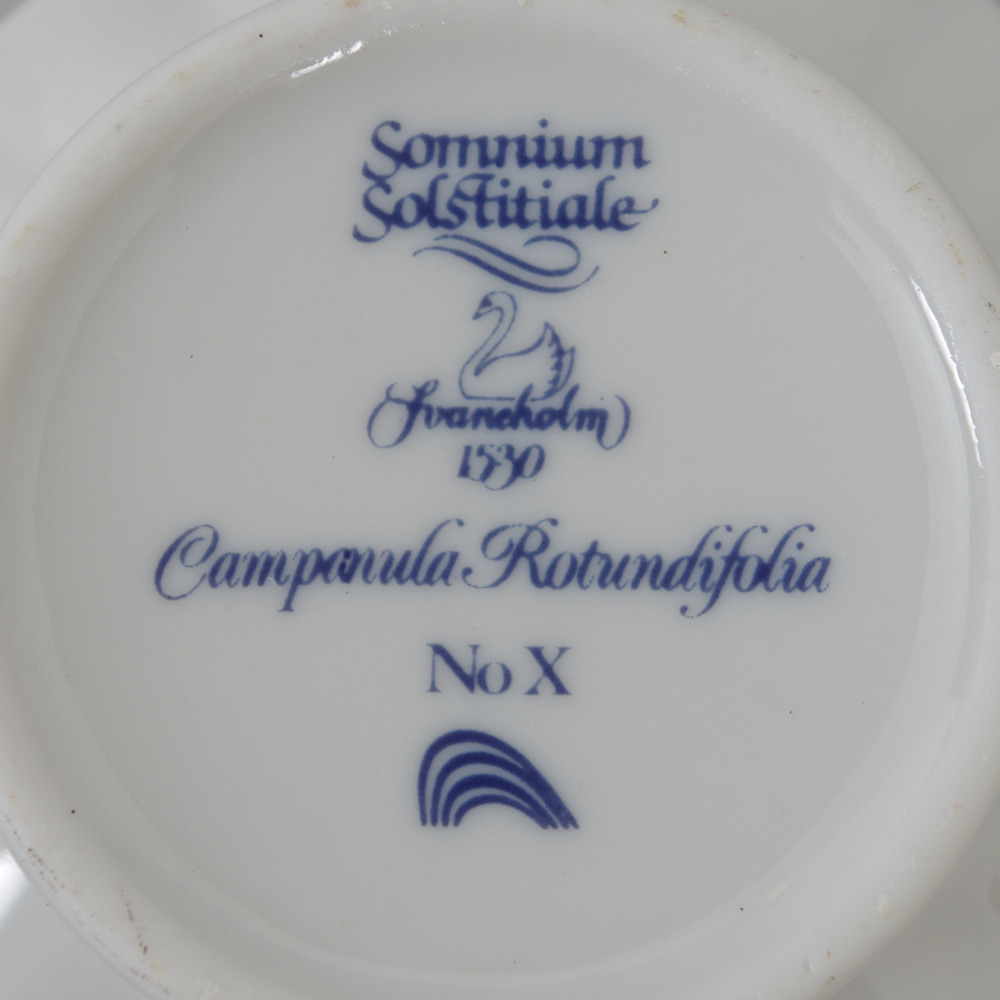 Somnium
Solstitiale
Svaneholm
1530
Campanula Rotundifolia
No X